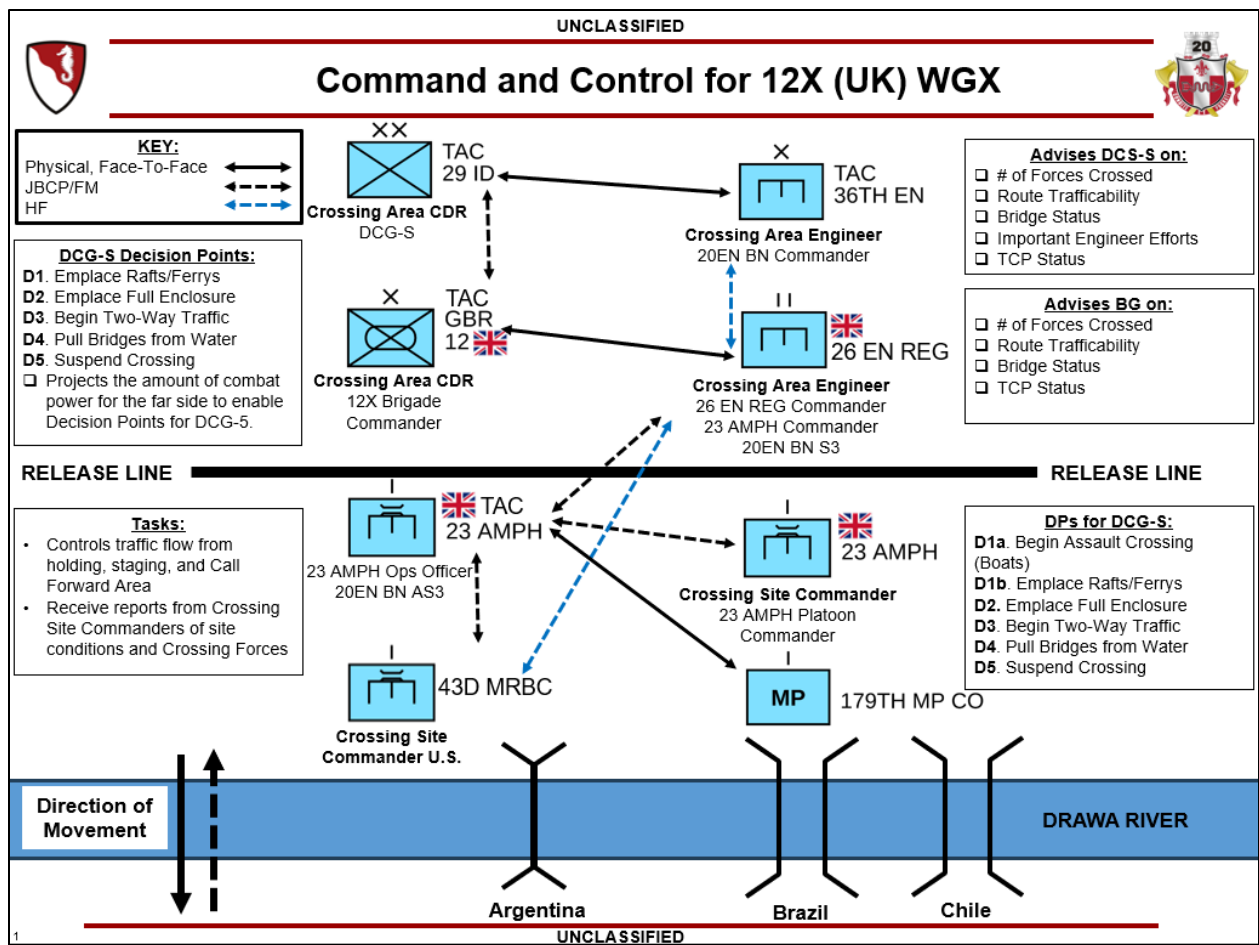 UNCLASSIFIED
20
Command and Control for 12X (UK) WGX
KEY:
Physical, Face-To-Face
JBCP/FM
HF
TAC
29 ID
Crossing Area CDR
DCG-S
TAC
36TH EN
Crossing Area Engineer
20EN BN Commander
Advises DCS-S on:
# of Forces Crossed
Route Trafficability
Bridge Status
Important Engineer Efforts
TCP Status
DCG-S Decision Points:
D1. Emplace Rafts/Ferrys
D2. Emplace Full Enclosure
D3. Begin Two-Way Traffic
D4. Pull Bridges from Water
D5. Suspend Crossing
Projects the amount of combat
power for the far side to enable
Decision Points for DCG-5.
TAC
GBR
12
Crossing Area CDR
12X Brigade
Commander
26 EN REG
Crossing Area Engineer
26 EN REG Commander
23 AMPH Commander
20EN BN S3
Advises BG on:
# of Forces Crossed
Route Trafficability
Bridge Status
TCP Status
RELEASE LINE
RELEASE LINE
Tasks:
• Controls traffic flow from
holding, staging, and Call
Forward Area
• Receive reports from Crossing
Site Commanders of site
conditions and Crossing Forces
TAC
23 AMPH
23 AMPH Ops Officer
20EN BN AS3
23 AMPH
Crossing Site Commander
23 AMPH Platoon
Commander
DPs for DCG-S:
D1a. Begin Assault Crossing
(Boats)
D1b. Emplace Rafts/Ferrys
D2. Emplace Full Enclosure
D3. Begin Two-Way Traffic
D4. Pull Bridges from Water
D5. Suspend Crossing
43D MRBC
Crossing Site
Commander U.S.
MP
179TH MP CO
Direction of
Movement
DRAWA RIVER
Argentina
Brazil
Chile
1
UNCLASSIFIED